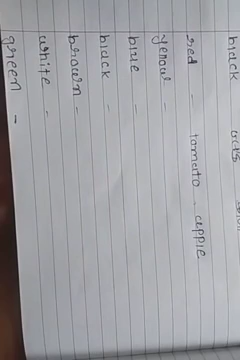 black
red - tomato - apple
yellow -
blue -
black -
brown -
white -
green -